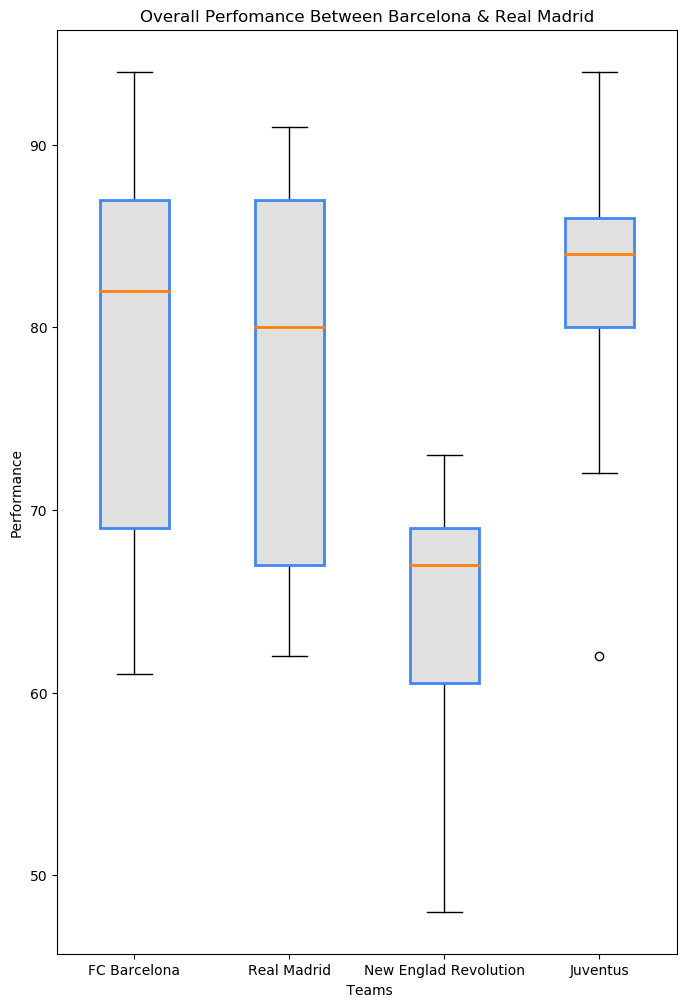 Overall Perfomance Between Barcelona & Real Madrid
Performance
90
80
70
60
50
FC Barcelona Real Madrid New Englad Revolution Juventus
Teams